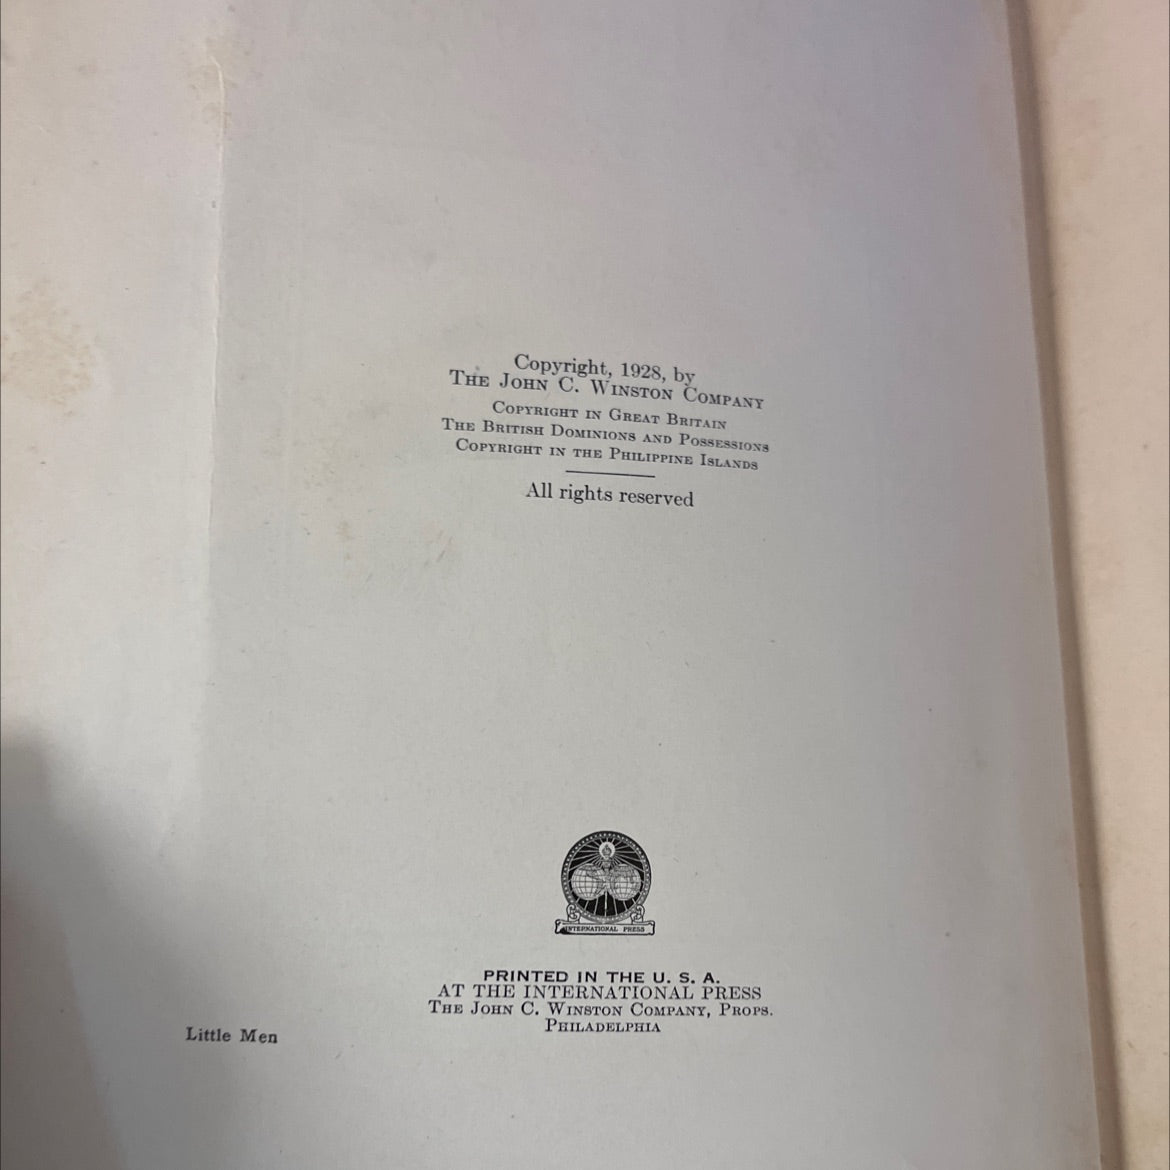 Copyright, 1928, by
THE JOHN C. WINSTON COMPANY
COPYRIGHT IN GREAT BRITAIN
THE BRITISH DOMINIONS AND POSSESSIONS
COPYRIGHT IN THE PHILIPPINE ISLANDS
All rights reserved
INTERNATIONAL PRESS
PRINTED IN THE U. S. A.
AT THE INTERNATIONAL PRESS
THE JOHN C. WINSTON COMPANY, PROPS.
PHILADELPHIA
Little Men